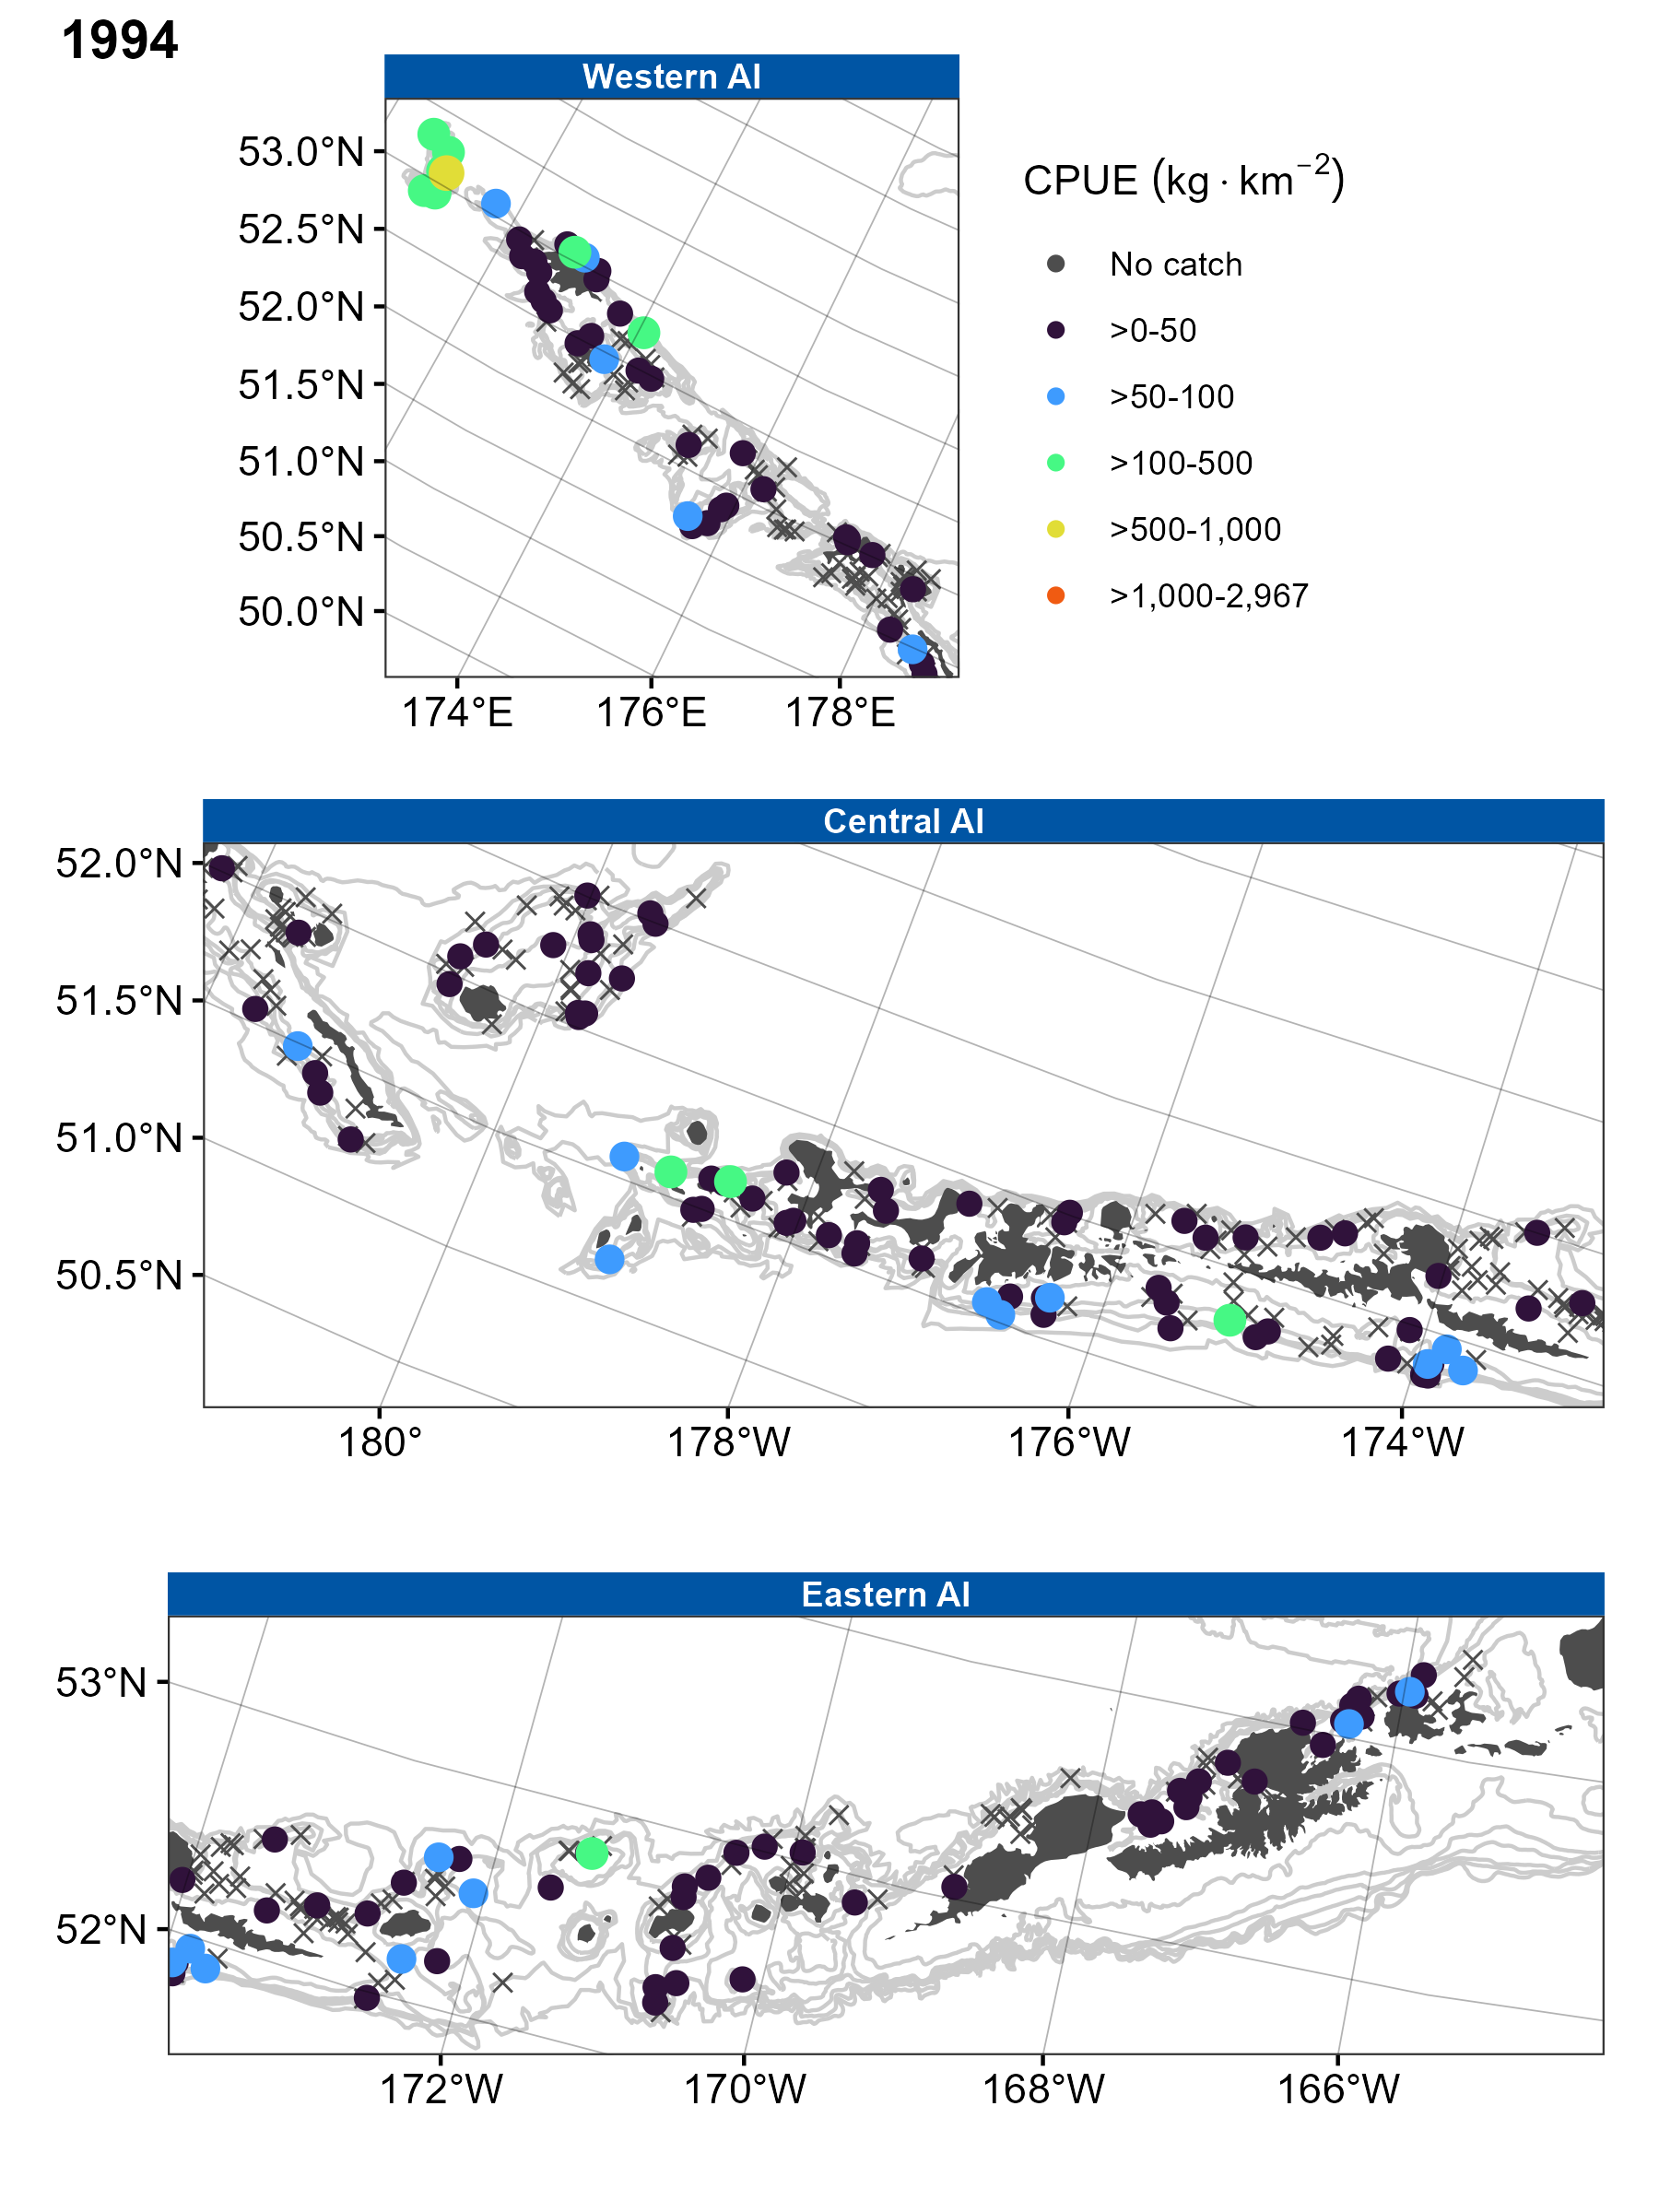 1994
Western AI
53.0°N
52.5°N
52.0°N
51.5°N
51.0°N
50.5°N
50.0°N
174°E 176°E 178°E
CPUE (kg · km−2)
No catch
>0-50
>50-100
>100-500
>500-1,000
>1,000-2,967
Central AI
52.0°N
51.5°N
51.0°N
50.5°N
180° 178°W 176°W 174°W
Eastern AI
53°N
52°N
172°W 170°W 168°W 166°W